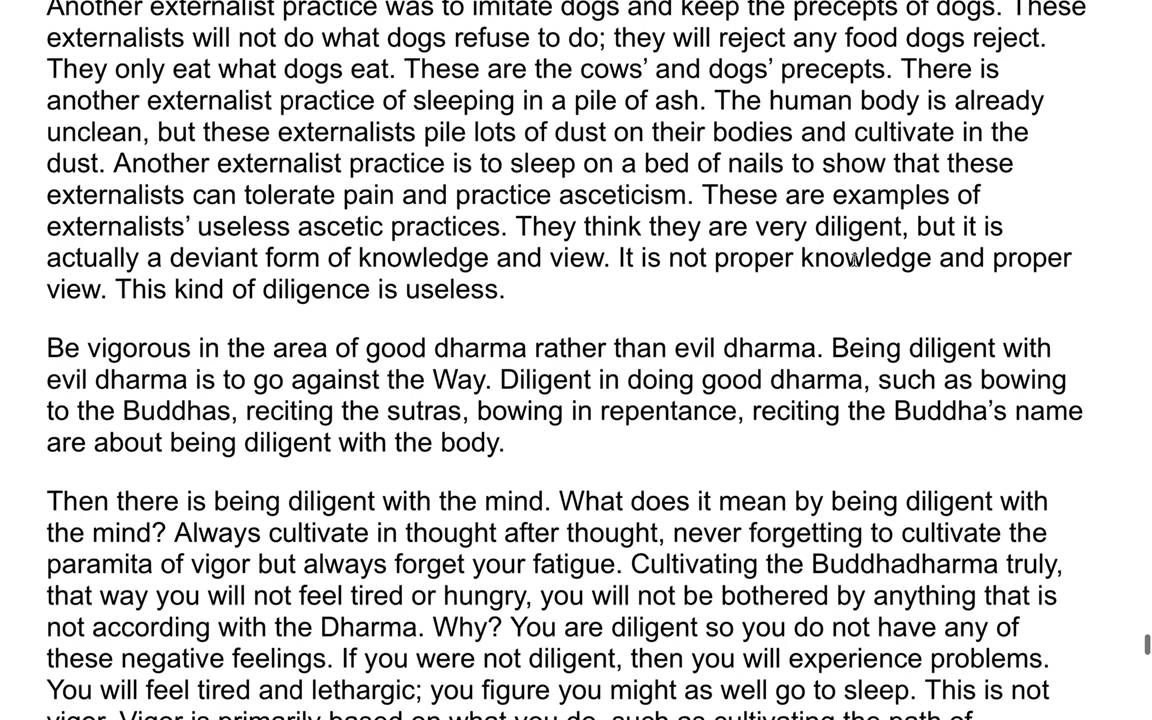 Another externalist practice was to imitate dogs and keep the precepts of dogs. These
externalists will not do what dogs refuse to do; they will reject any food dogs reject.
They only eat what dogs eat. These are the cows’ and dogs’ precepts. There is
another externalist practice of sleeping in a pile of ash. The human body is already
unclean, but these externalists pile lots of dust on their bodies and cultivate in the
dust. Another externalist practice is to sleep on a bed of nails to show that these
externalists can tolerate pain and practice asceticism. These are examples of
externalists’ useless ascetic practices. They think they are very diligent, but it is
actually a deviant form of knowledge and view. It is not proper knowledge and proper
view. This kind of diligence is useless.
Be vigorous in the area of good dharma rather than evil dharma. Being diligent with
evil dharma is to go against the Way. Diligent in doing good dharma, such as bowing
to the Buddhas, reciting the sutras, bowing in repentance, reciting the Buddha’s name
are about being diligent with the body.
Then there is being diligent with the mind. What does it mean by being diligent with
the mind? Always cultivate in thought after thought, never forgetting to cultivate the
paramita of vigor but always forget your fatigue. Cultivating the Buddhadharma truly,
that way you will not feel tired or hungry, you will not be bothered by anything that is
not according with the Dharma. Why? You are diligent so you do not have any of
these negative feelings. If you were not diligent, then you will experience problems.
You will feel tired and lethargic; you figure you might as well go to sleep. This is not
vigor. Vigor is primarily based on what you do, such as cultivating the path of